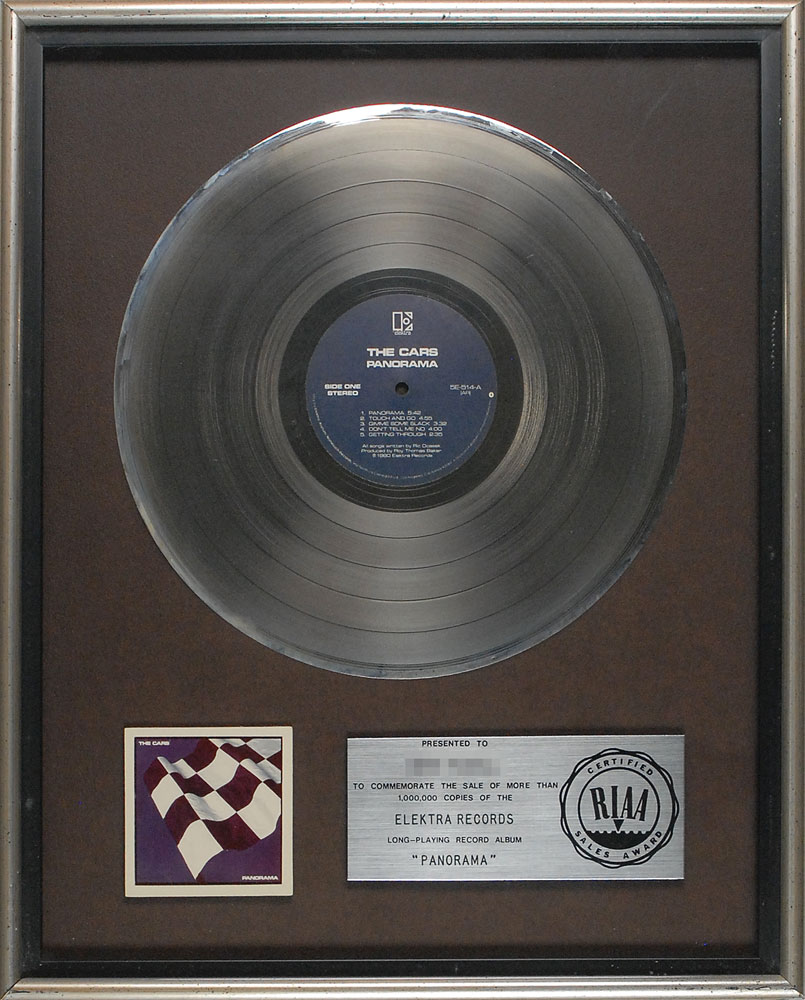 elektra
THE CARS
PANORAMA
SIDE ONE
STEREO
5E-514-A
1. PANORAMA 5:42
2. TOUCH AND GO 4:55
3. GIMME SOME SLACK 3:32
4. DON'T TELL ME NO 4:00
5. GETTING THROUGH 2:35
All songs written by Ric Ocasek
Produced by Roy Thomas Baker
℗ 1980 Elektra Records
THE CARS
PANORAMA
PRESENTED TO
TO COMMEMORATE THE SALE OF MORE THAN
1,000,000 COPIES OF THE
ELEKTRA RECORDS
LONG-PLAYING RECORD ALBUM
"PANORAMA"
CERTIFIED
RIAA
SALES AWARD